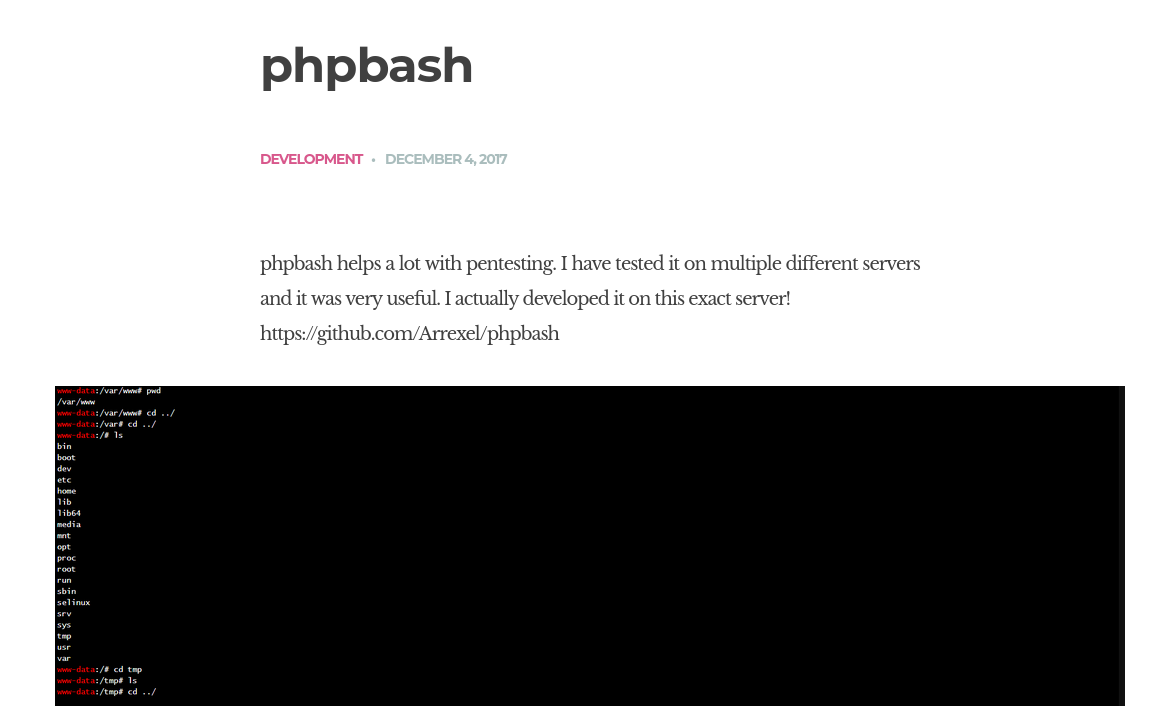 phpbash
DEVELOPMENT • DECEMBER 4, 2017
phpbash helps a lot with pentesting. I have tested it on multiple different servers
and it was very useful. I actually developed it on this exact server!
https://github.com/Arrexel/phpbash
www-data:/var/www# pwd
/var/www
www-data:/var/www# cd ../
www-data:/var# cd ../
www-data:/# ls
bin
boot
dev
etc
home
lib
lib64
media
mnt
opt
proc
root
run
sbin
selinux
srv
sys
tmp
usr
var
www-data:/# cd tmp
www-data:/tmp# ls
www-data:/tmp# cd ../